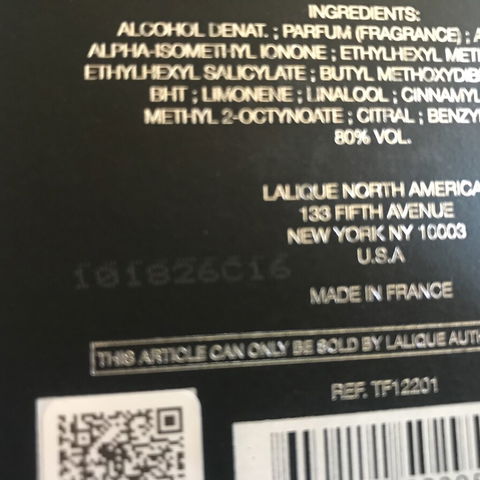 INGREDIENTS:
ALCOHOL DENAT. ; PARFUM (FRAGRANCE) ; A
ALPHA-ISOMETHYL IONONE ; ETHYLHEXYL MET
ETHYLHEXYL SALICYLATE ; BUTYL METHOXYDIB
BHT ; LIMONENE ; LINALOOL ; CINNAMYL
METHYL 2-OCTYNOATE ; CITRAL ; BENZY
80% VOL.
LALIQUE NORTH AMERICA
133 FIFTH AVENUE
NEW YORK NY 10003
U.S.A
101826C16
MADE IN FRANCE
THIS ARTICLE CAN ONLY BE SOLD BY LALIQUE AUTH
REF. TF12201